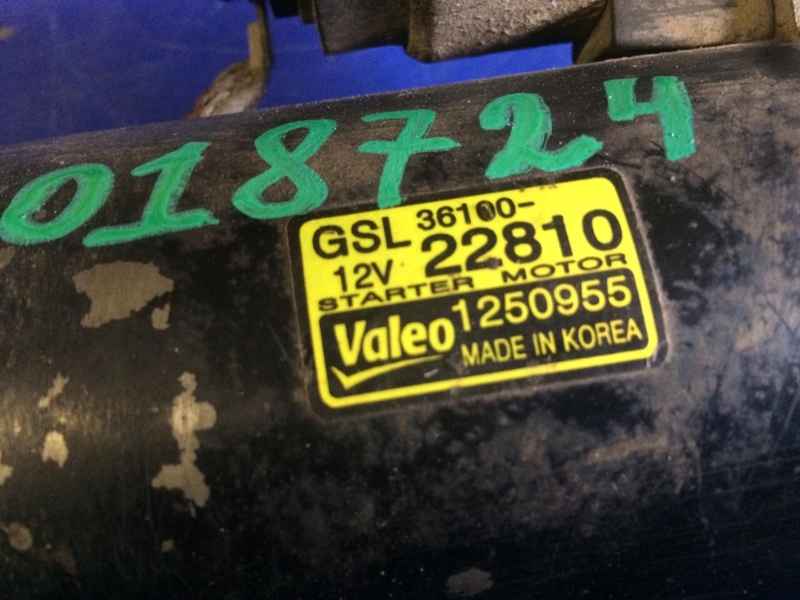 018724
GSL 36100-
12V 22810
STARTER MOTOR
Valeo 1250955
MADE IN KOREA